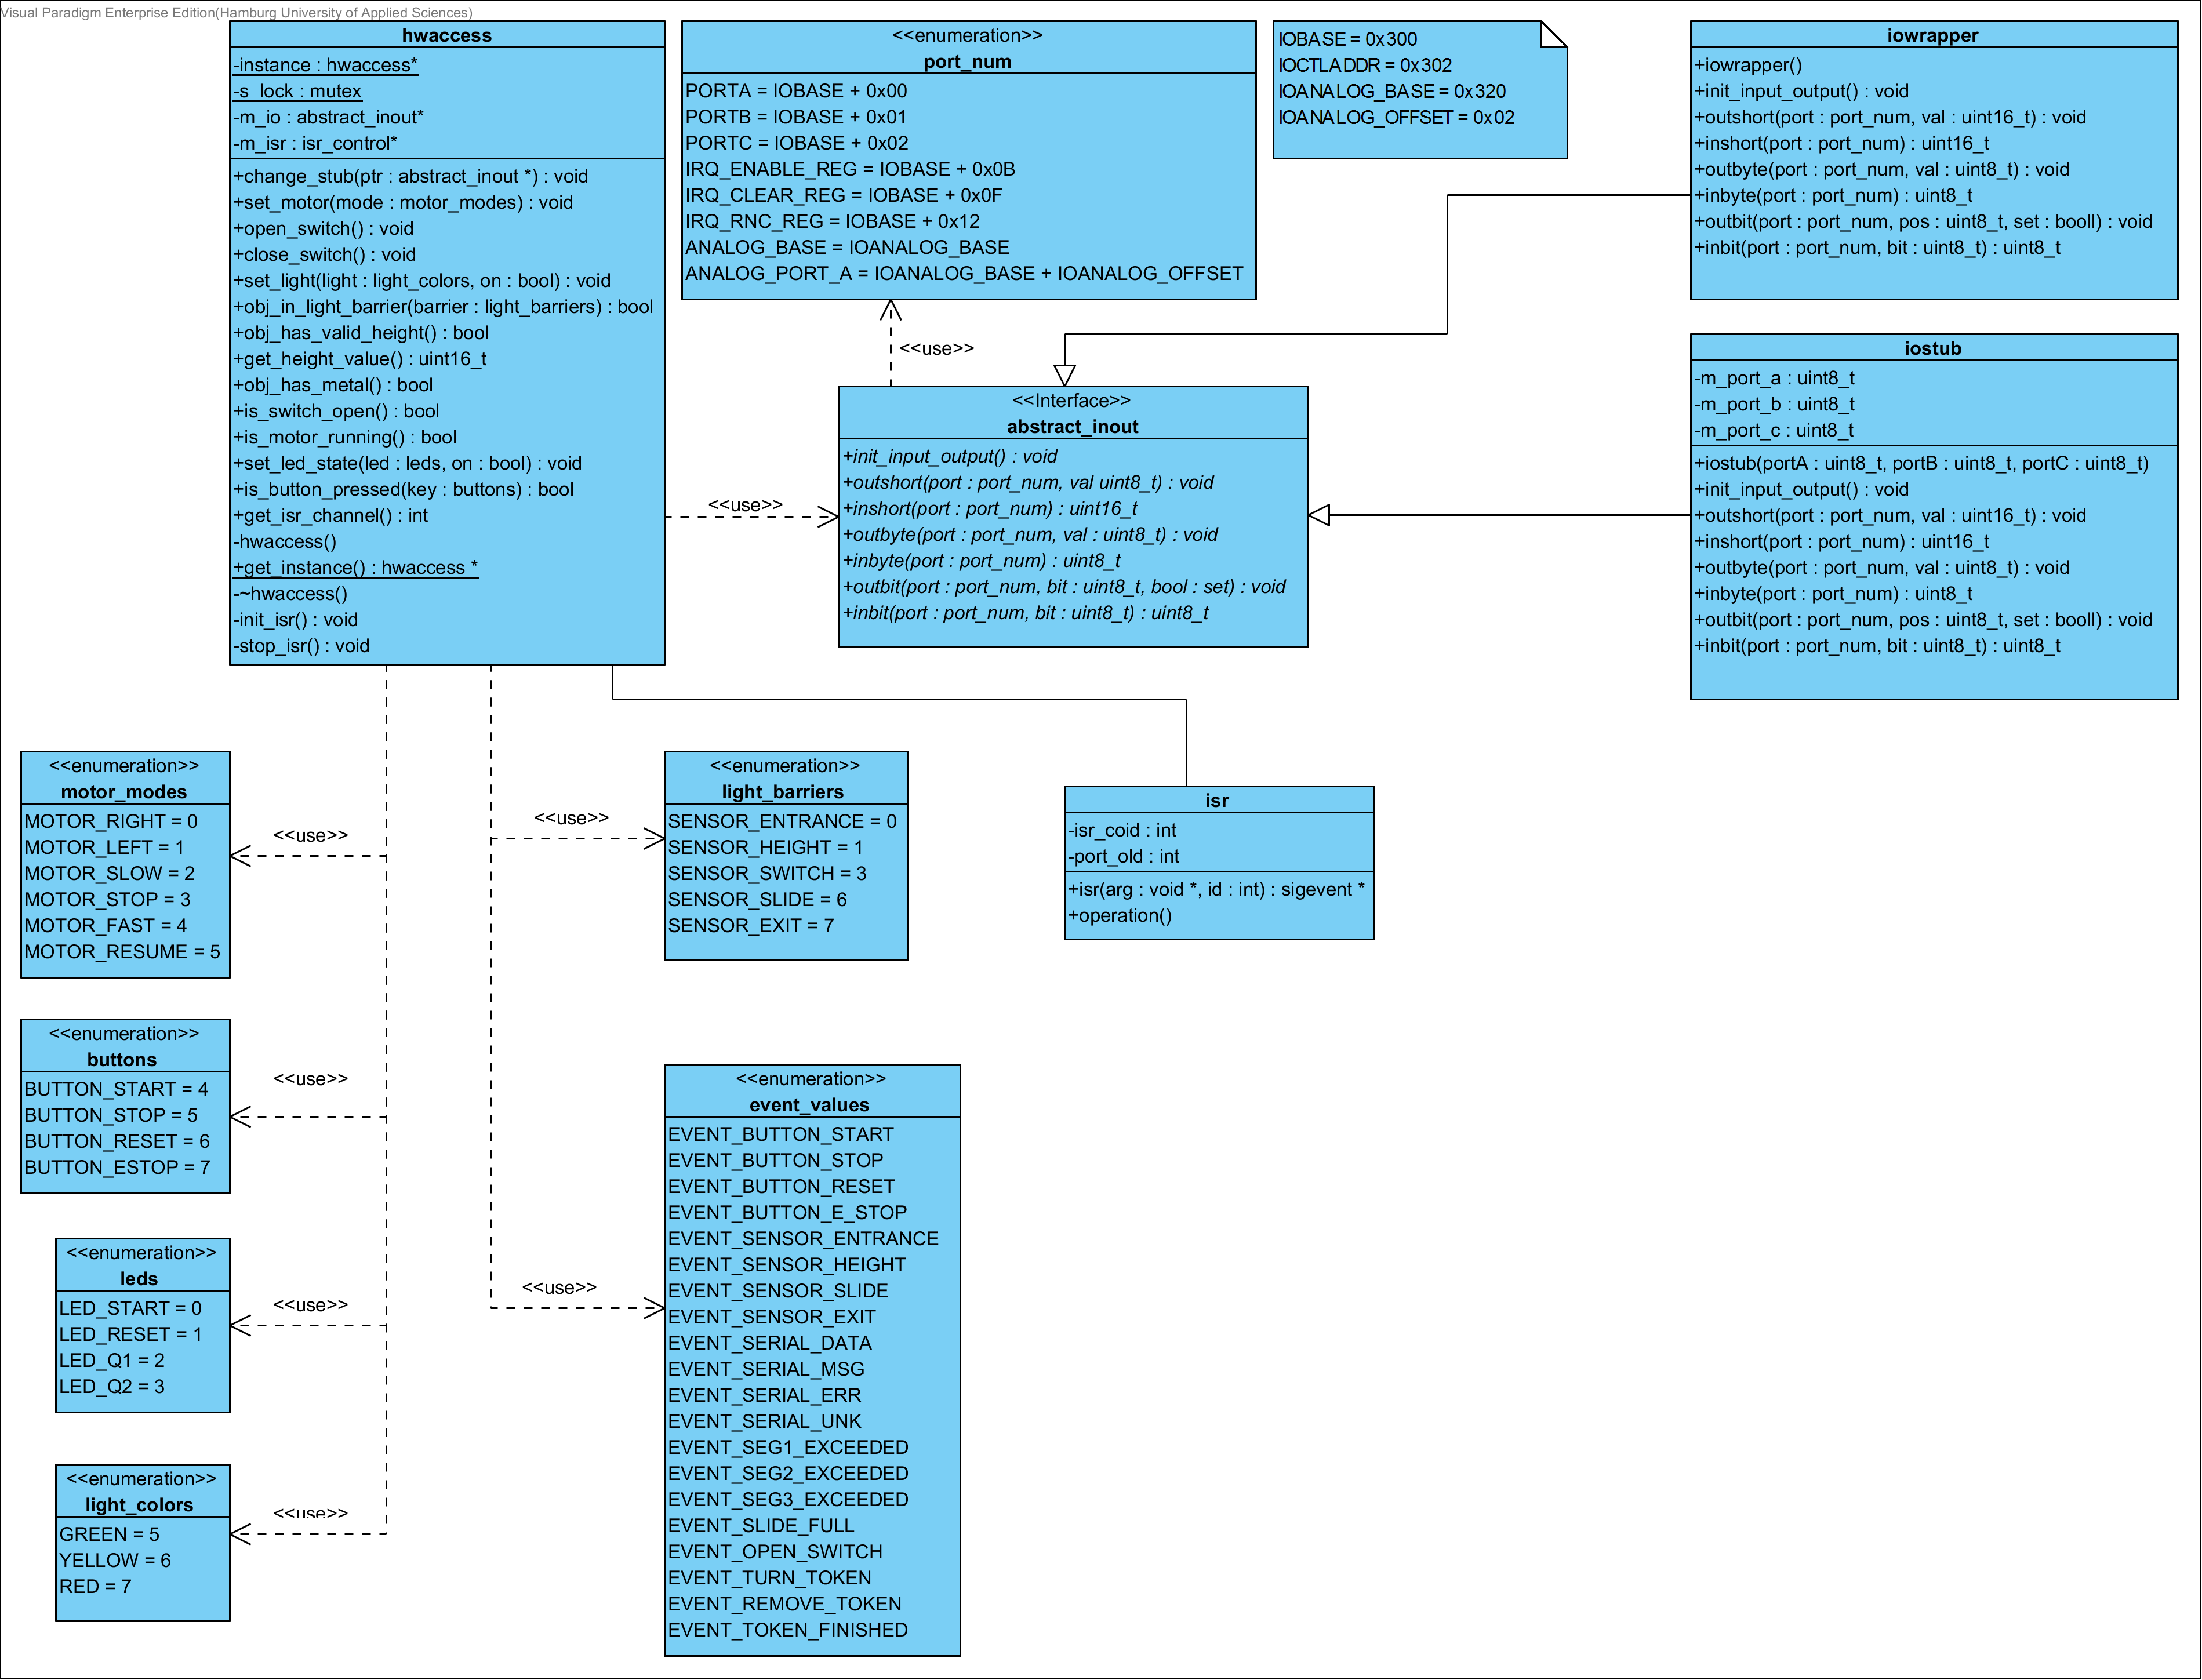 Visual Paradigm Enterprise Edition(Hamburg University of Applied Sciences)
hwaccess
-instance : hwaccess*
-s_lock : mutex
-m_io : abstract_inout*
-m_isr : isr_control*
+change_stub(ptr : abstract_inout *) : void
+set_motor(mode : motor_modes) : void
+open_switch() : void
+close_switch() : void
+set_light(light : light_colors, on : bool) : void
+obj_in_light_barrier(barrier : light_barriers) : bool
+obj_has_valid_height() : bool
+get_height_value() : uint16_t
+obj_has_metal() : bool
+is_switch_open() : bool
+is_motor_running() : bool
+set_led_state(led : leds, on : bool) : void
+is_button_pressed(key : buttons) : bool
+get_isr_channel() : int
-hwaccess()
+get_instance() : hwaccess *
-~hwaccess()
-init_isr() : void
-stop_isr() : void
<<enumeration>>
port_num
PORTA = IOBASE + 0x00
PORTB = IOBASE + 0x01
PORTC = IOBASE + 0x02
IRQ_ENABLE_REG = IOBASE + 0x0B
IRQ_CLEAR_REG = IOBASE + 0x0F
IRQ_RNC_REG = IOBASE + 0x12
ANALOG_BASE = IOANALOG_BASE
ANALOG_PORT_A = IOANALOG_BASE + IOANALOG_OFFSET
IOBASE = 0x300
IOCTLADDR = 0x302
IOANALOG_BASE = 0x320
IOANALOG_OFFSET = 0x02
iowrapper
+iowrapper()
+init_input_output() : void
+outshort(port : port_num, val : uint16_t) : void
+inshort(port : port_num) : uint16_t
+outbyte(port : port_num, val : uint8_t) : void
+inbyte(port : port_num) : uint8_t
+outbit(port : port_num, pos : uint8_t, set : booll) : void
+inbit(port : port_num, bit : uint8_t) : uint8_t
<<use>>
<<Interface>>
abstract_inout
+init_input_output() : void
+outshort(port : port_num, val uint8_t) : void
+inshort(port : port_num) : uint16_t
+outbyte(port : port_num, val : uint8_t) : void
+inbyte(port : port_num) : uint8_t
+outbit(port : port_num, bit : uint8_t, bool : set) : void
+inbit(port : port_num, bit : uint8_t) : uint8_t
<<use>>
iostub
-m_port_a : uint8_t
-m_port_b : uint8_t
-m_port_c : uint8_t
+iostub(portA : uint8_t, portB : uint8_t, portC : uint8_t)
+init_input_output() : void
+outshort(port : port_num, val : uint16_t) : void
+inshort(port : port_num) : uint16_t
+outbyte(port : port_num, val : uint8_t) : void
+inbyte(port : port_num) : uint8_t
+outbit(port : port_num, pos : uint8_t, set : booll) : void
+inbit(port : port_num, bit : uint8_t) : uint8_t
<<enumeration>>
motor_modes
MOTOR_RIGHT = 0
MOTOR_LEFT = 1
MOTOR_SLOW = 2
MOTOR_STOP = 3
MOTOR_FAST = 4
MOTOR_RESUME = 5
<<use>>
<<use>>
<<enumeration>>
light_barriers
SENSOR_ENTRANCE = 0
SENSOR_HEIGHT = 1
SENSOR_SWITCH = 3
SENSOR_SLIDE = 6
SENSOR_EXIT = 7
isr
-isr_coid : int
-port_old : int
+isr(arg : void *, id : int) : sigevent *
+operation()
<<enumeration>>
buttons
BUTTON_START = 4
BUTTON_STOP = 5
BUTTON_RESET = 6
BUTTON_ESTOP = 7
<<use>>
<<enumeration>>
leds
LED_START = 0
LED_RESET = 1
LED_Q1 = 2
LED_Q2 = 3
<<use>>
<<use>>
<<enumeration>>
event_values
EVENT_BUTTON_START
EVENT_BUTTON_STOP
EVENT_BUTTON_RESET
EVENT_BUTTON_E_STOP
EVENT_SENSOR_ENTRANCE
EVENT_SENSOR_HEIGHT
EVENT_SENSOR_SLIDE
EVENT_SENSOR_EXIT
EVENT_SERIAL_DATA
EVENT_SERIAL_MSG
EVENT_SERIAL_ERR
EVENT_SERIAL_UNK
EVENT_SEG1_EXCEEDED
EVENT_SEG2_EXCEEDED
EVENT_SEG3_EXCEEDED
EVENT_SLIDE_FULL
EVENT_OPEN_SWITCH
EVENT_TURN_TOKEN
EVENT_REMOVE_TOKEN
EVENT_TOKEN_FINISHED
<<enumeration>>
light_colors
GREEN = 5
YELLOW = 6
RED = 7
<<use>>